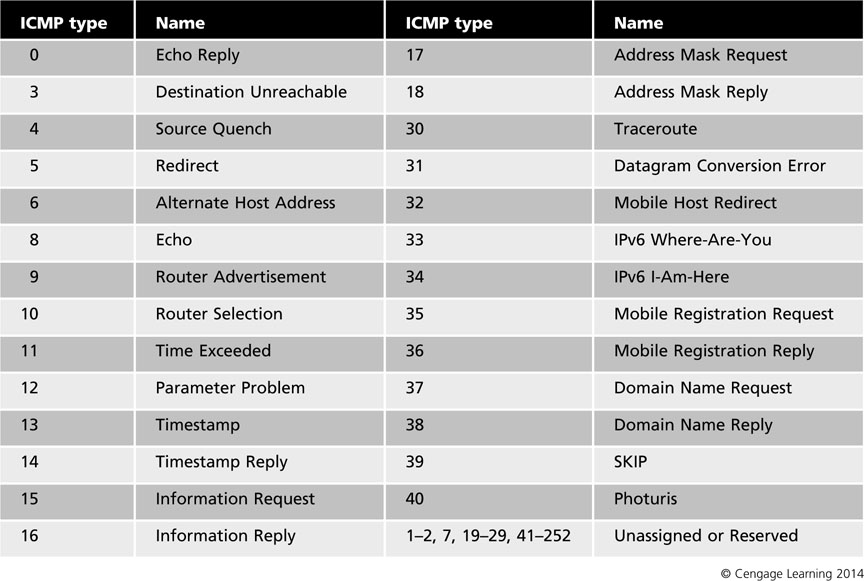 ICMP type Name ICMP type Name
0 Echo Reply 17 Address Mask Request
3 Destination Unreachable 18 Address Mask Reply
4 Source Quench 30 Traceroute
5 Redirect 31 Datagram Conversion Error
6 Alternate Host Address 32 Mobile Host Redirect
8 Echo 33 IPv6 Where-Are-You
9 Router Advertisement 34 IPv6 I-Am-Here
10 Router Selection 35 Mobile Registration Request
11 Time Exceeded 36 Mobile Registration Reply
12 Parameter Problem 37 Domain Name Request
13 Timestamp 38 Domain Name Reply
14 Timestamp Reply 39 SKIP
15 Information Request 40 Photuris
16 Information Reply 1–2, 7, 19–29, 41–252 Unassigned or Reserved
© Cengage Learning 2014